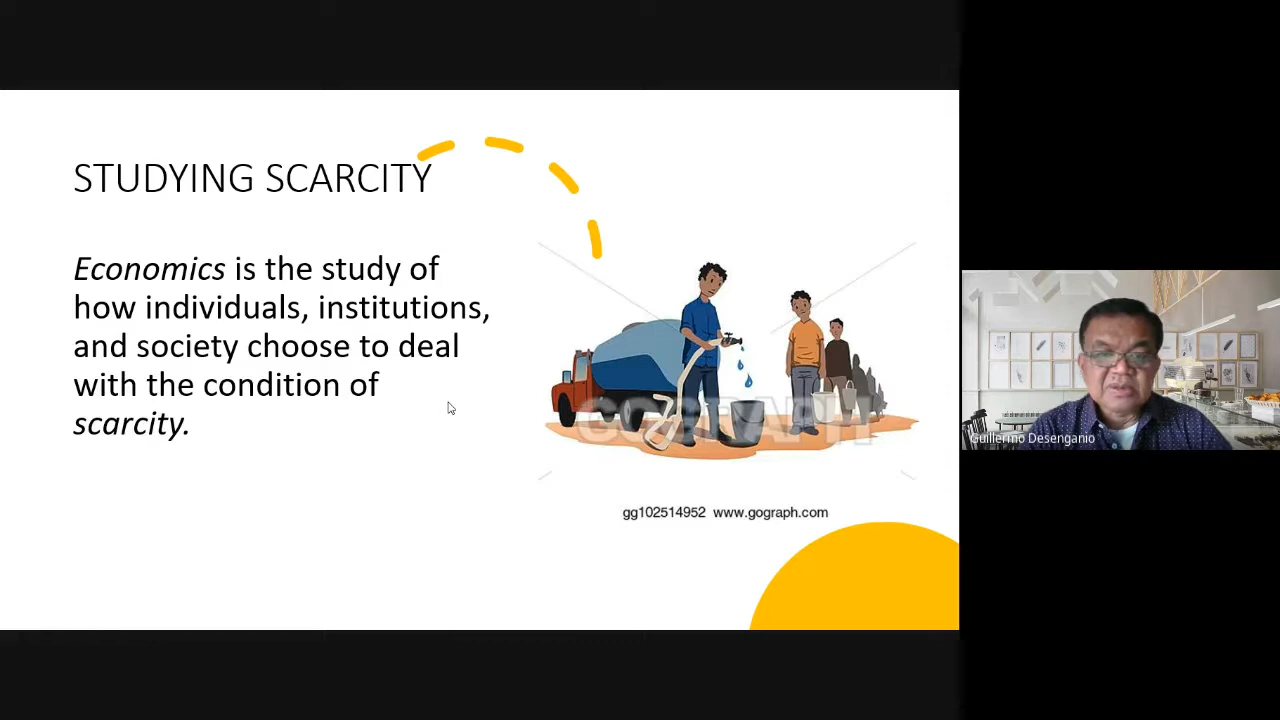 STUDYING SCARCITY
Economics is the study of
how individuals, institutions,
and society choose to deal
with the condition of
scarcity.
GOGRAPH
gg102514952 www.gograph.com
Guillermo Desenganio